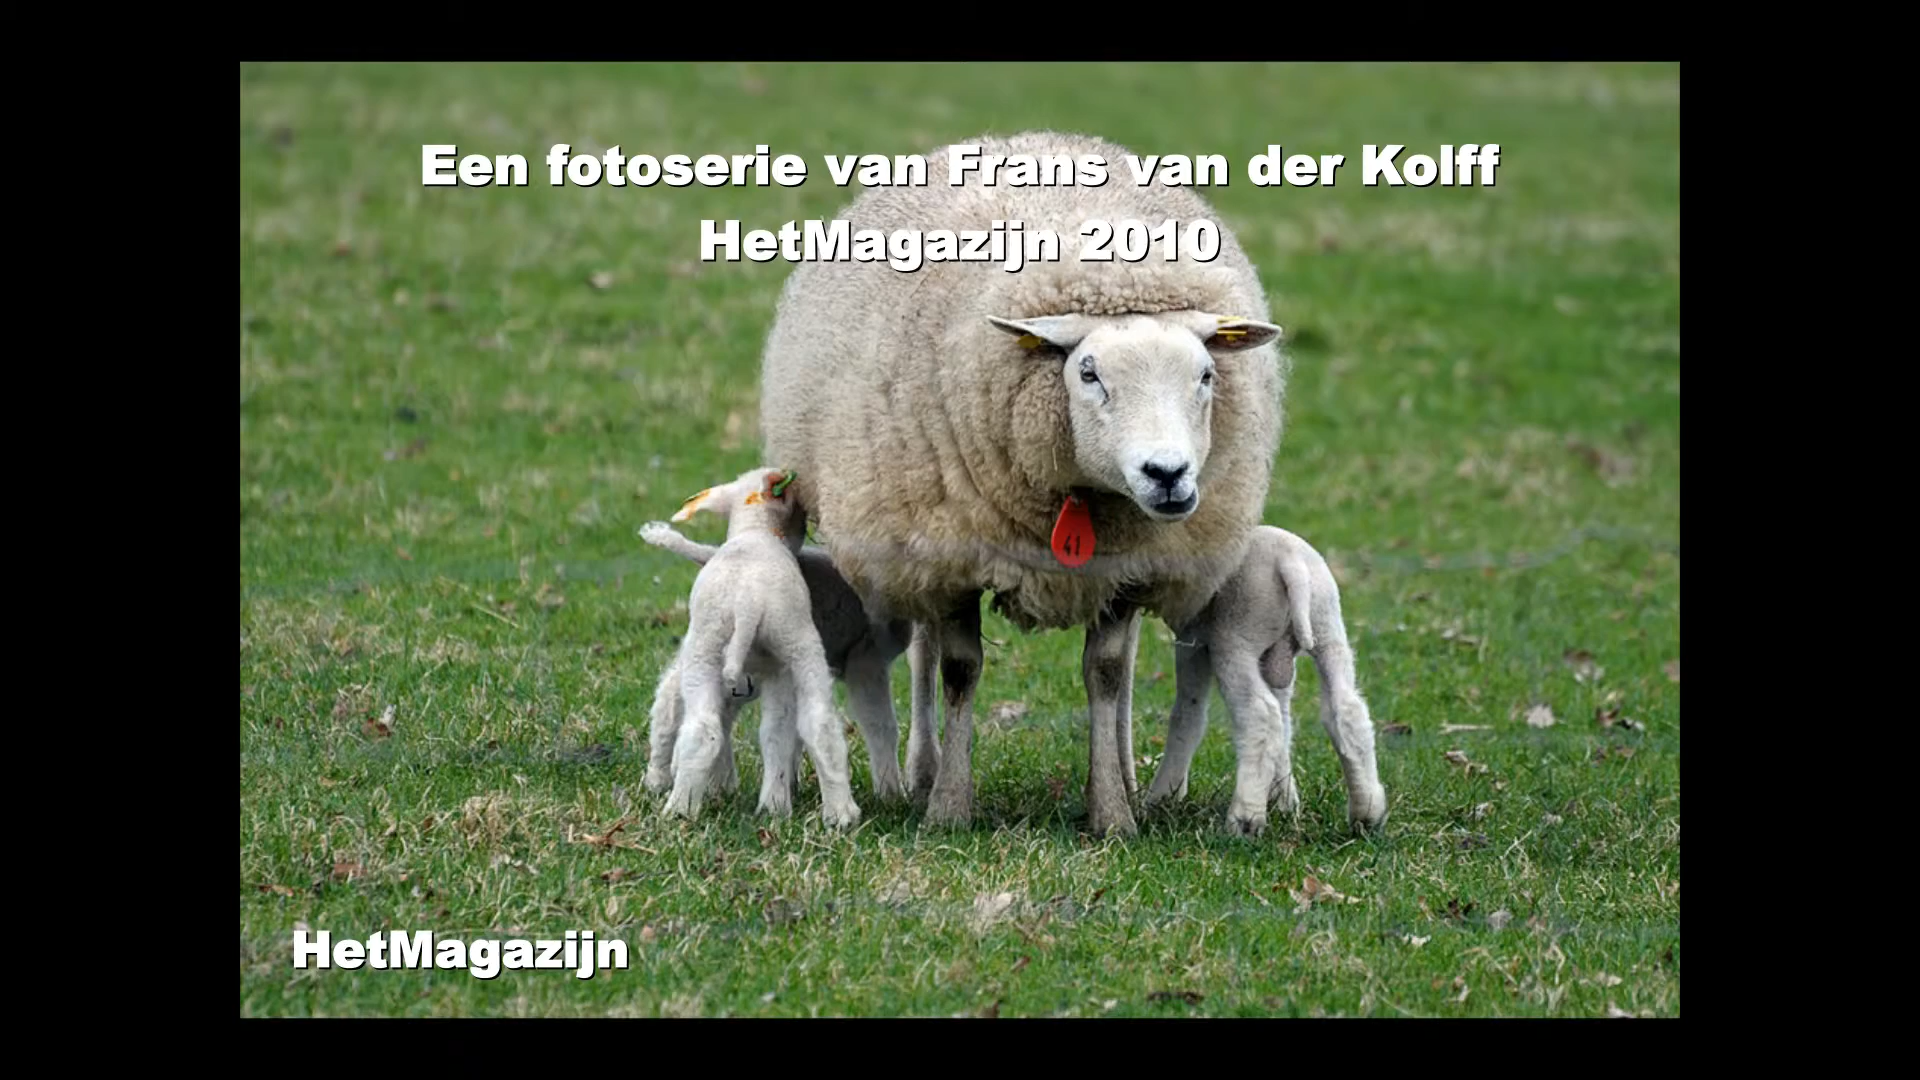 Een fotoserie van Frans van der Kolff
HetMagazijn 2010
41
HetMagazijn